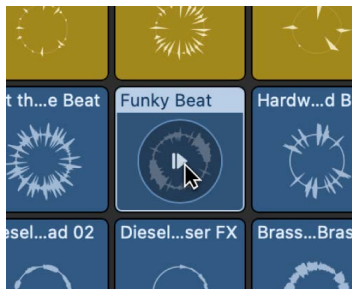 t th...e Beat
Funky Beat
Hardw...d B
esel...ad 02
Diesel...ser FX
Brass...Bras